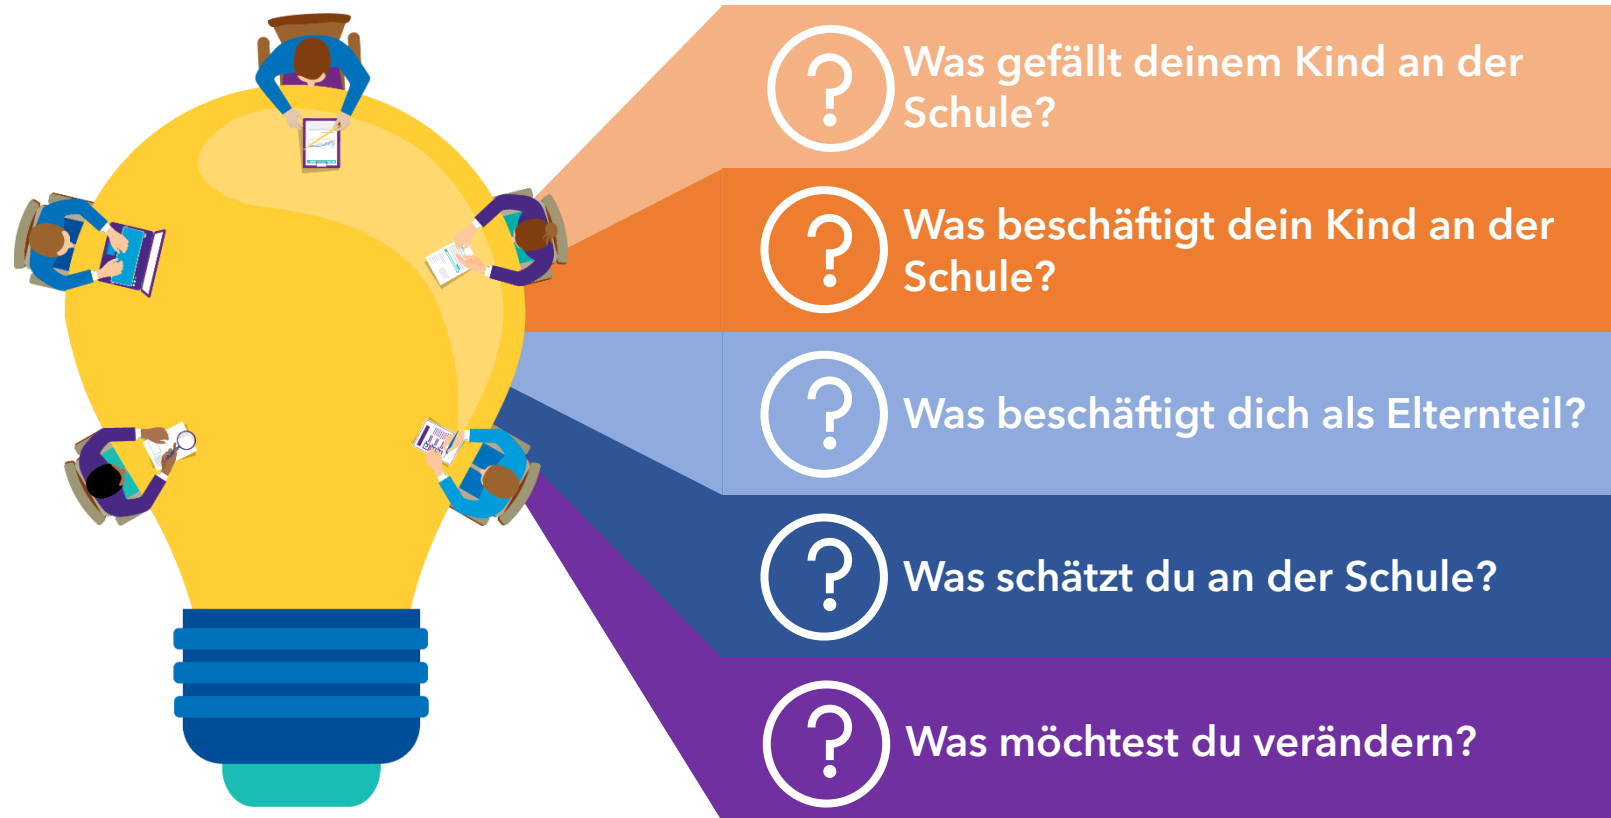 Was gefällt deinem Kind an der
Schule?
Was beschäftigt dein Kind an der
Schule?
Was beschäftigt dich als Elternteil?
Was schätzt du an der Schule?
Was möchtest du verändern?